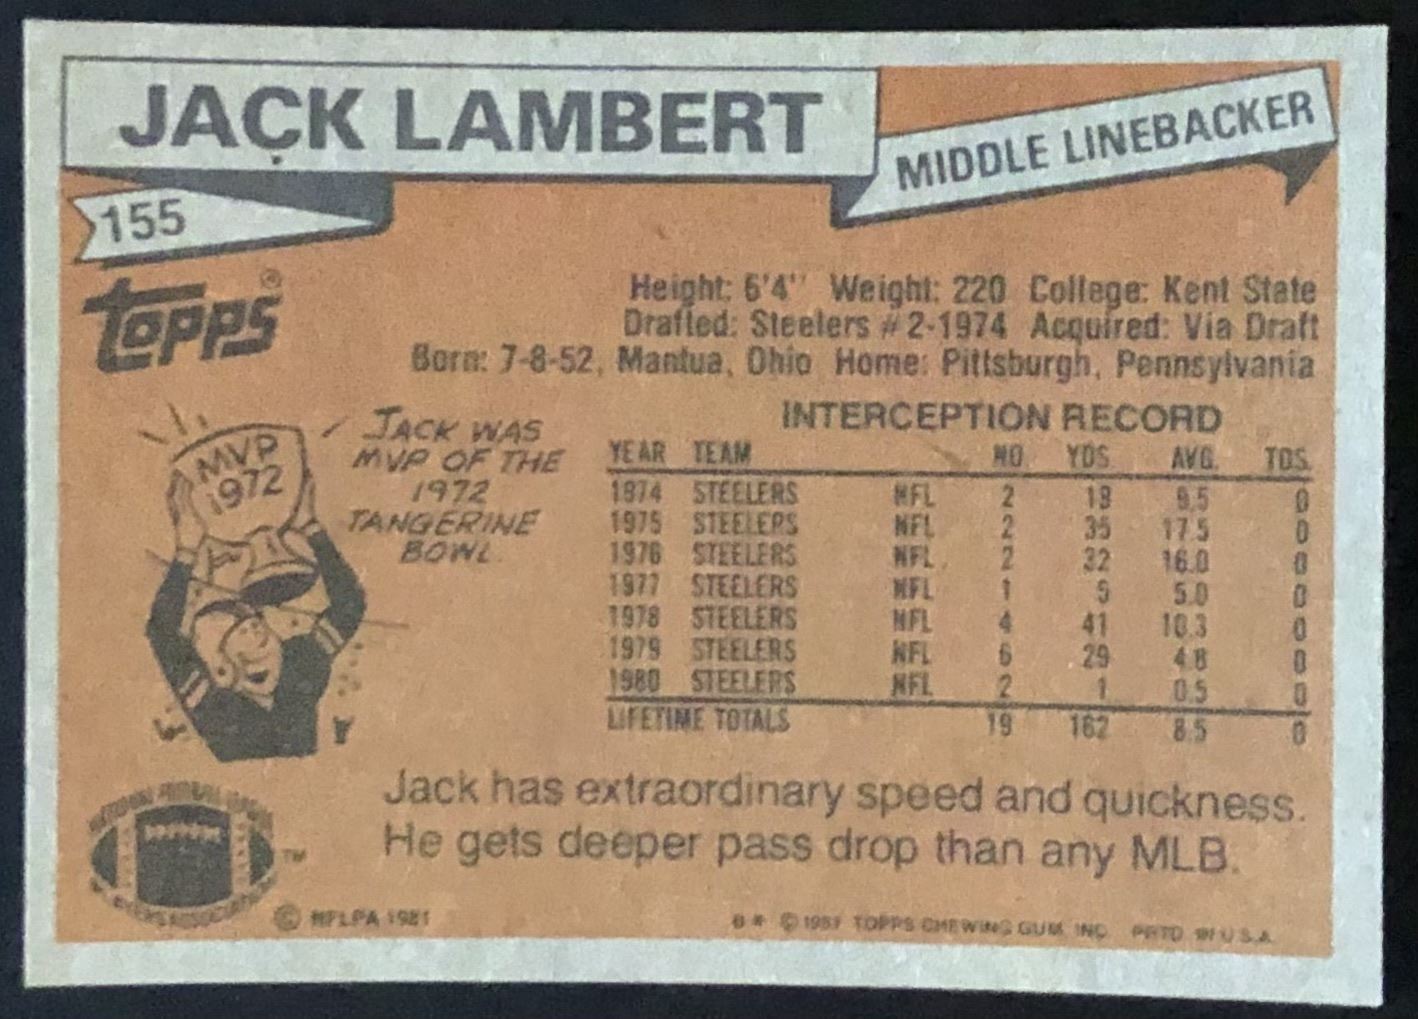 JACK LAMBERT
MIDDLE LINEBACKER
155
Topps®
Height: 6'4'' Weight: 220 College: Kent State
Drafted: Steelers #2-1974 Acquired: Via Draft
Born: 7-8-52, Mantua, Ohio Home: Pittsburgh, Pennsylvania
MVP
1972
JACK WAS
MVP OF THE
1972
TANGERINE
BOWL.
INTERCEPTION RECORD
YEAR TEAM NO. YDS. AVG. TDS.
1974 STEELERS NFL 2 19 9.5 0
1975 STEELERS NFL 2 35 17.5 0
1976 STEELERS NFL 2 32 16.0 0
1977 STEELERS NFL 1 5 5.0 0
1978 STEELERS NFL 4 41 10.3 0
1979 STEELERS NFL 6 29 4.8 0
1980 STEELERS NFL 2 1 0.5 0
LIFETIME TOTALS 19 162 8.5 0
Jack has extraordinary speed and quickness.
He gets deeper pass drop than any MLB.
TM
© NFLPA 1981
B* © 1981 TOPPS CHEWING GUM, INC. PRTD. IN U.S.A.